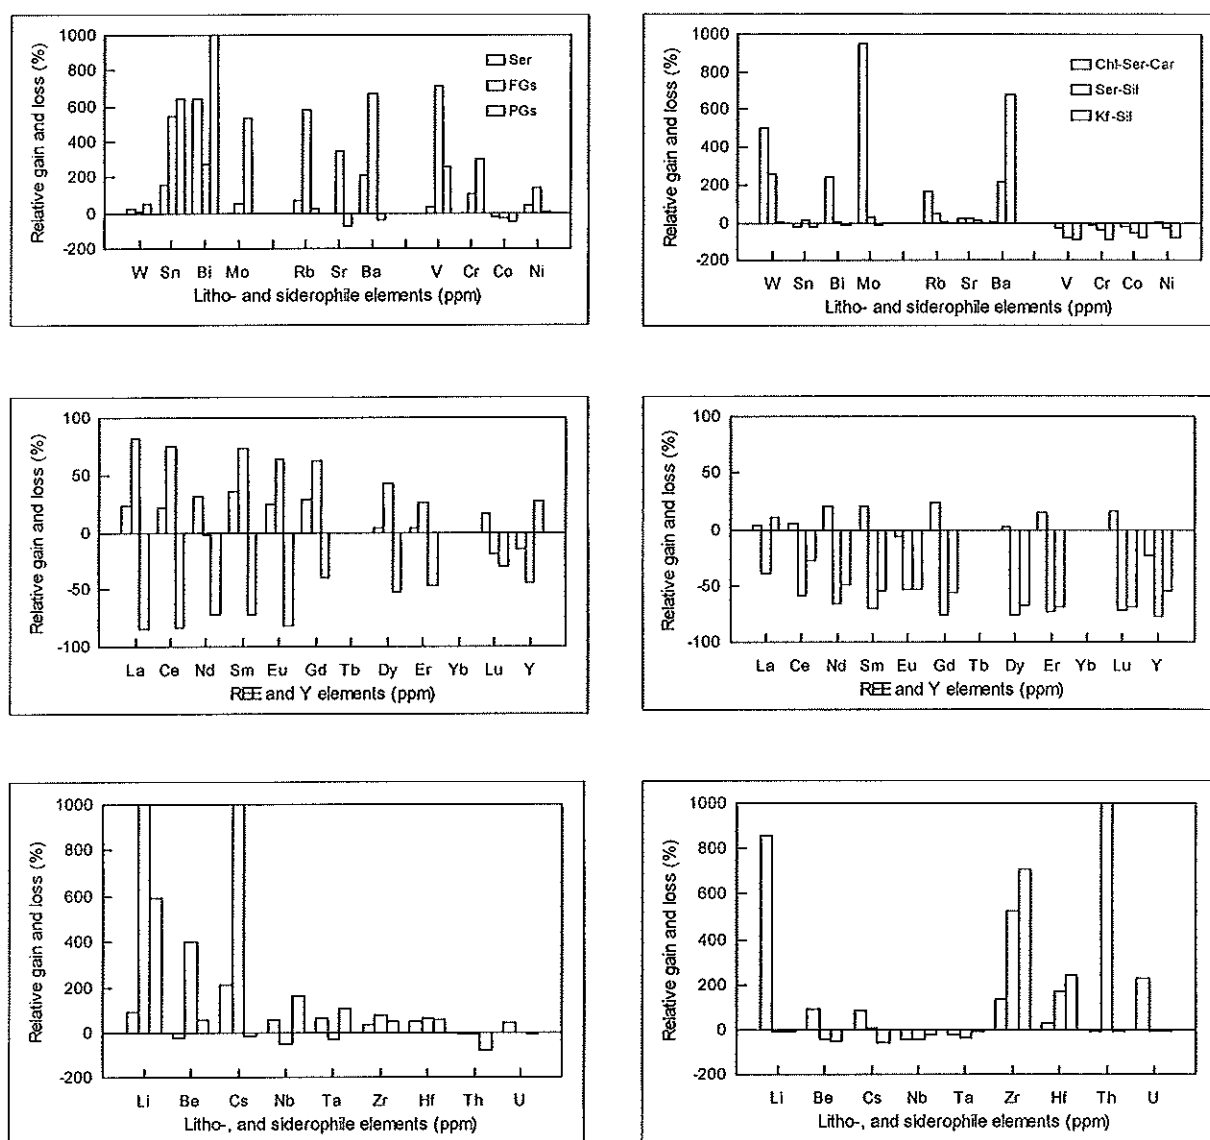 Relative gain and loss (%)
1000
800
600
400
200
0
-200
Ser
FGs
PGs
W Sn Bi Mo Rb Sr Ba V Cr Co Ni
Litho- and siderophile elements (ppm)
Relative gain and loss (%)
1000
800
600
400
200
0
-200
Chl-Ser-Car
Ser-Sif
Kf-Sif
W Sn Bi Mo Rb Sr Ba V Cr Co Ni
Litho- and siderophile elements (ppm)
Relative gain and loss (%)
100
50
0
-50
-100
La Ce Nd Sm Eu Gd Tb Dy Er Yb Lu Y
REE and Y elements (ppm)
Relative gain and loss (%)
100
50
0
-50
-100
La Ce Nd Sm Eu Gd Tb Dy Er Yb Lu Y
REE and Y elements (ppm)
Relative gain and loss (%)
1000
800
600
400
200
0
-200
Li Be Cs Nb Ta Zr Hf Th U
Litho-, and siderophile elements (ppm)
Relative gain and loss (%)
1000
800
600
400
200
0
-200
Li Be Cs Nb Ta Zr Hf Th U
Litho-, and siderophile elements (ppm)